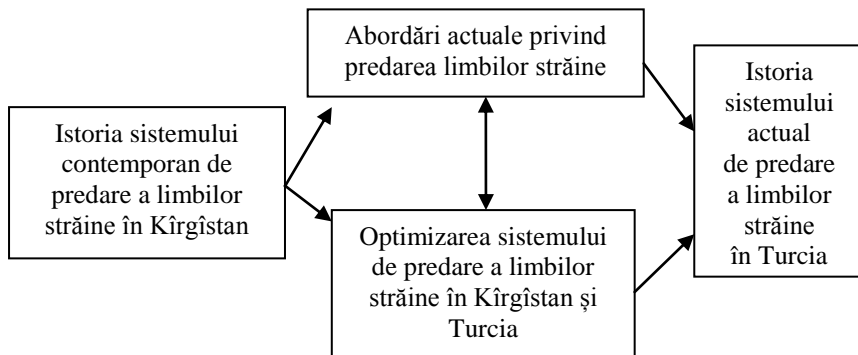 Abordări actuale privind
predarea limbilor străine
Istoria sistemului
contemporan de
predare a limbilor
străine în Kîrgîstan
Optimizarea sistemului
de predare a limbilor
străine în Kîrgîstan și
Turcia
Istoria
sistemului
actual
de predare
a limbilor
străine
în Turcia